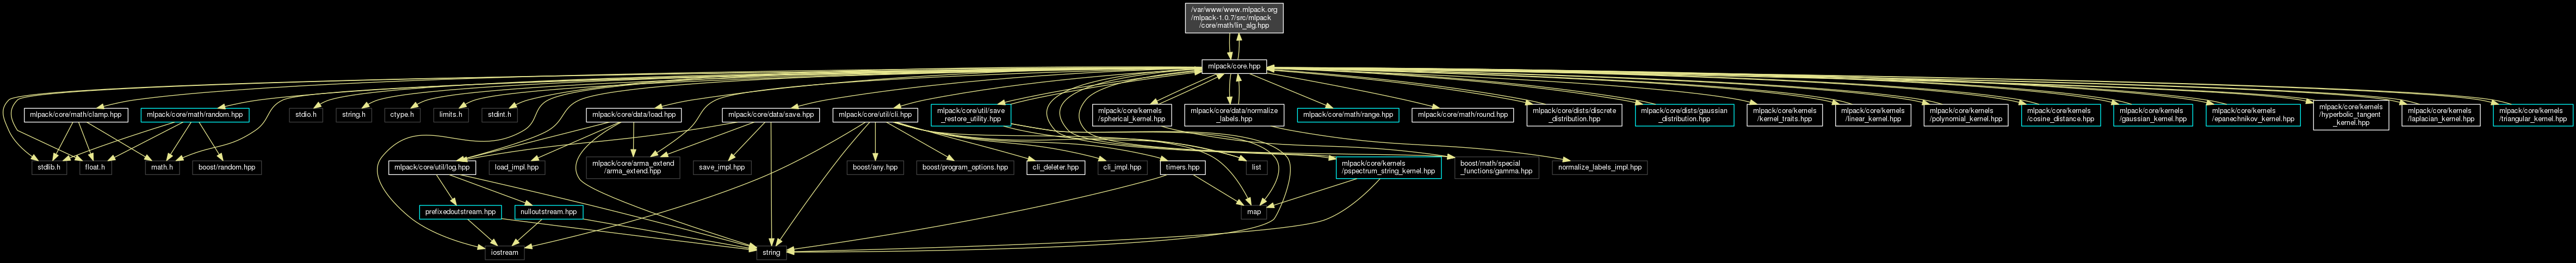 /var/www/www.mlpack.org
/mlpack-1.0.7/src/mlpack
/core/math/lin_alg.hpp
mlpack/core.hpp
mlpack/core/math/clamp.hpp
mlpack/core/math/random.hpp
stdio.h
string.h
ctype.h
limits.h
stdint.h
mlpack/core/data/load.hpp
mlpack/core/data/save.hpp
mlpack/core/util/cli.hpp
mlpack/core/util/save
_restore_utility.hpp
mlpack/core/kernels
/spherical_kernel.hpp
mlpack/core/data/normalize
_labels.hpp
mlpack/core/math/range.hpp
mlpack/core/math/round.hpp
mlpack/core/dists/discrete
_distribution.hpp
mlpack/core/dists/gaussian
_distribution.hpp
mlpack/core/kernels
/kernel_traits.hpp
mlpack/core/kernels
/linear_kernel.hpp
mlpack/core/kernels
/polynomial_kernel.hpp
mlpack/core/kernels
/cosine_distance.hpp
mlpack/core/kernels
/gaussian_kernel.hpp
mlpack/core/kernels
/epanechnikov_kernel.hpp
mlpack/core/kernels
/hyperbolic_tangent
_kernel.hpp
mlpack/core/kernels
/laplacian_kernel.hpp
mlpack/core/kernels
/triangular_kernel.hpp
stdlib.h
float.h
math.h
boost/random.hpp
mlpack/core/util/log.hpp
load_impl.hpp
mlpack/core/arma_extend
/arma_extend.hpp
save_impl.hpp
boost/any.hpp
boost/program_options.hpp
cli_deleter.hpp
cli_impl.hpp
timers.hpp
list
mlpack/core/kernels
/pspectrum_string_kernel.hpp
boost/math/special
_functions/gamma.hpp
normalize_labels_impl.hpp
prefixedoutstream.hpp
nulloutstream.hpp
map
iostream
string